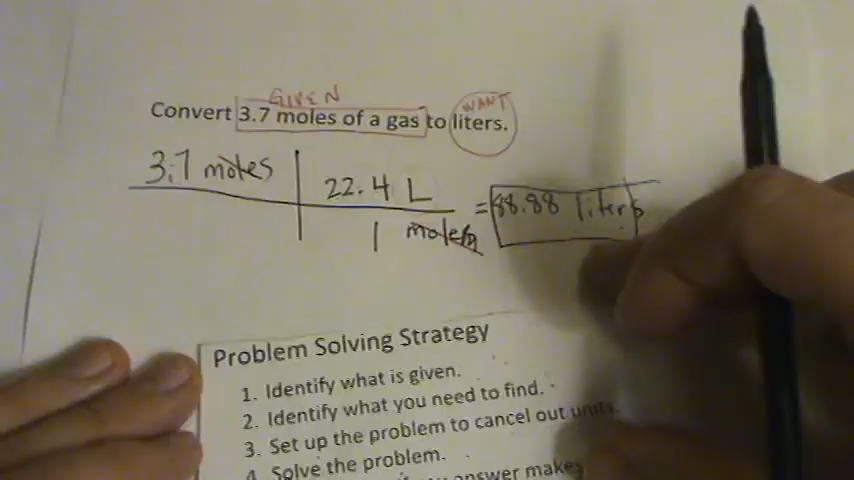 GIVEN WANT
Convert 3.7 moles of a gas to liters.
3.7 moles
22.4 L
= 88.88 liters
1 moles
Problem Solving Strategy
1. Identify what is given.
2. Identify what you need to find.
3. Set up the problem to cancel out units.
4. Solve the problem.
answer makes